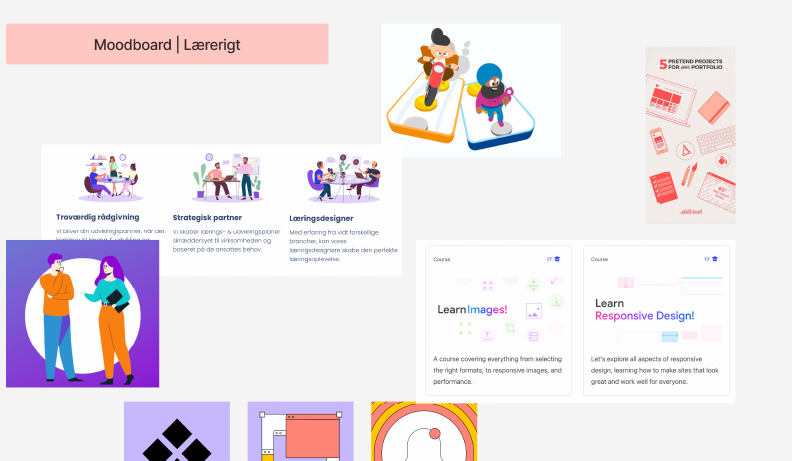 Moodboard | Lærerigt
5 PRETEND PROJECTS
FOR YOUR PORTFOLIO
Troværdig rådgivning
Vi bliver din udviklingspartner, når det
Strategisk partner
Vi skaber lærings- & udviklingsplaner
skræddersyet til virksomheden og
baseret på de ansattes behov.
Læringsdesigner
Med erfaring fra vidt forskellige
brancher, kan vores
læringsdesignere skabe den perfekte
læringsoplevelse.
Course
17
Learn Images!
A course covering everything from selecting
the right formats, to responsive images, and
performance.
Course
17
Learn
Responsive Design!
Let's explore all aspects of responsive
design, learning how to make sites that look
great and work well for everyone.
skillcrush